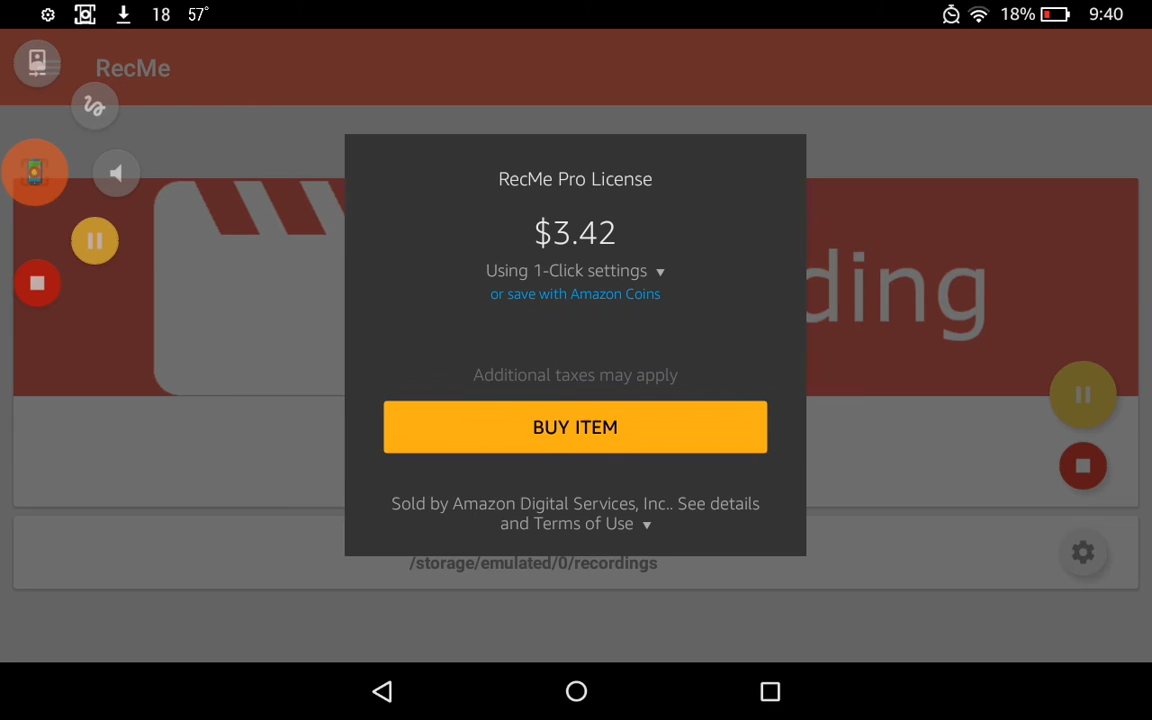 18 57° 18% 9:40
RecMe
RecMe Pro License
$3.42
Using 1-Click settings
or save with Amazon Coins
ding
Additional taxes may apply
BUY ITEM
Sold by Amazon Digital Services, Inc.. See details
and Terms of Use
/storage/emulated/0/recordings